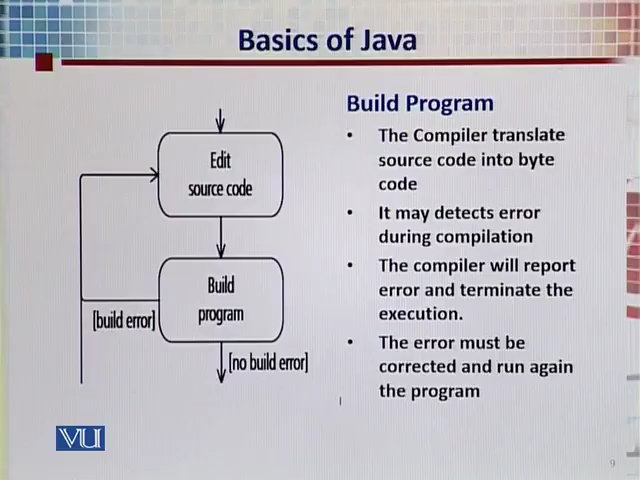 Basics of Java
Edit
source code
Build
program
[build error]
[no build error]
Build Program
• The Compiler translate
source code into byte
code
• It may detects error
during compilation
• The compiler will report
error and terminate the
execution.
• The error must be
corrected and run again
the program
VU
9